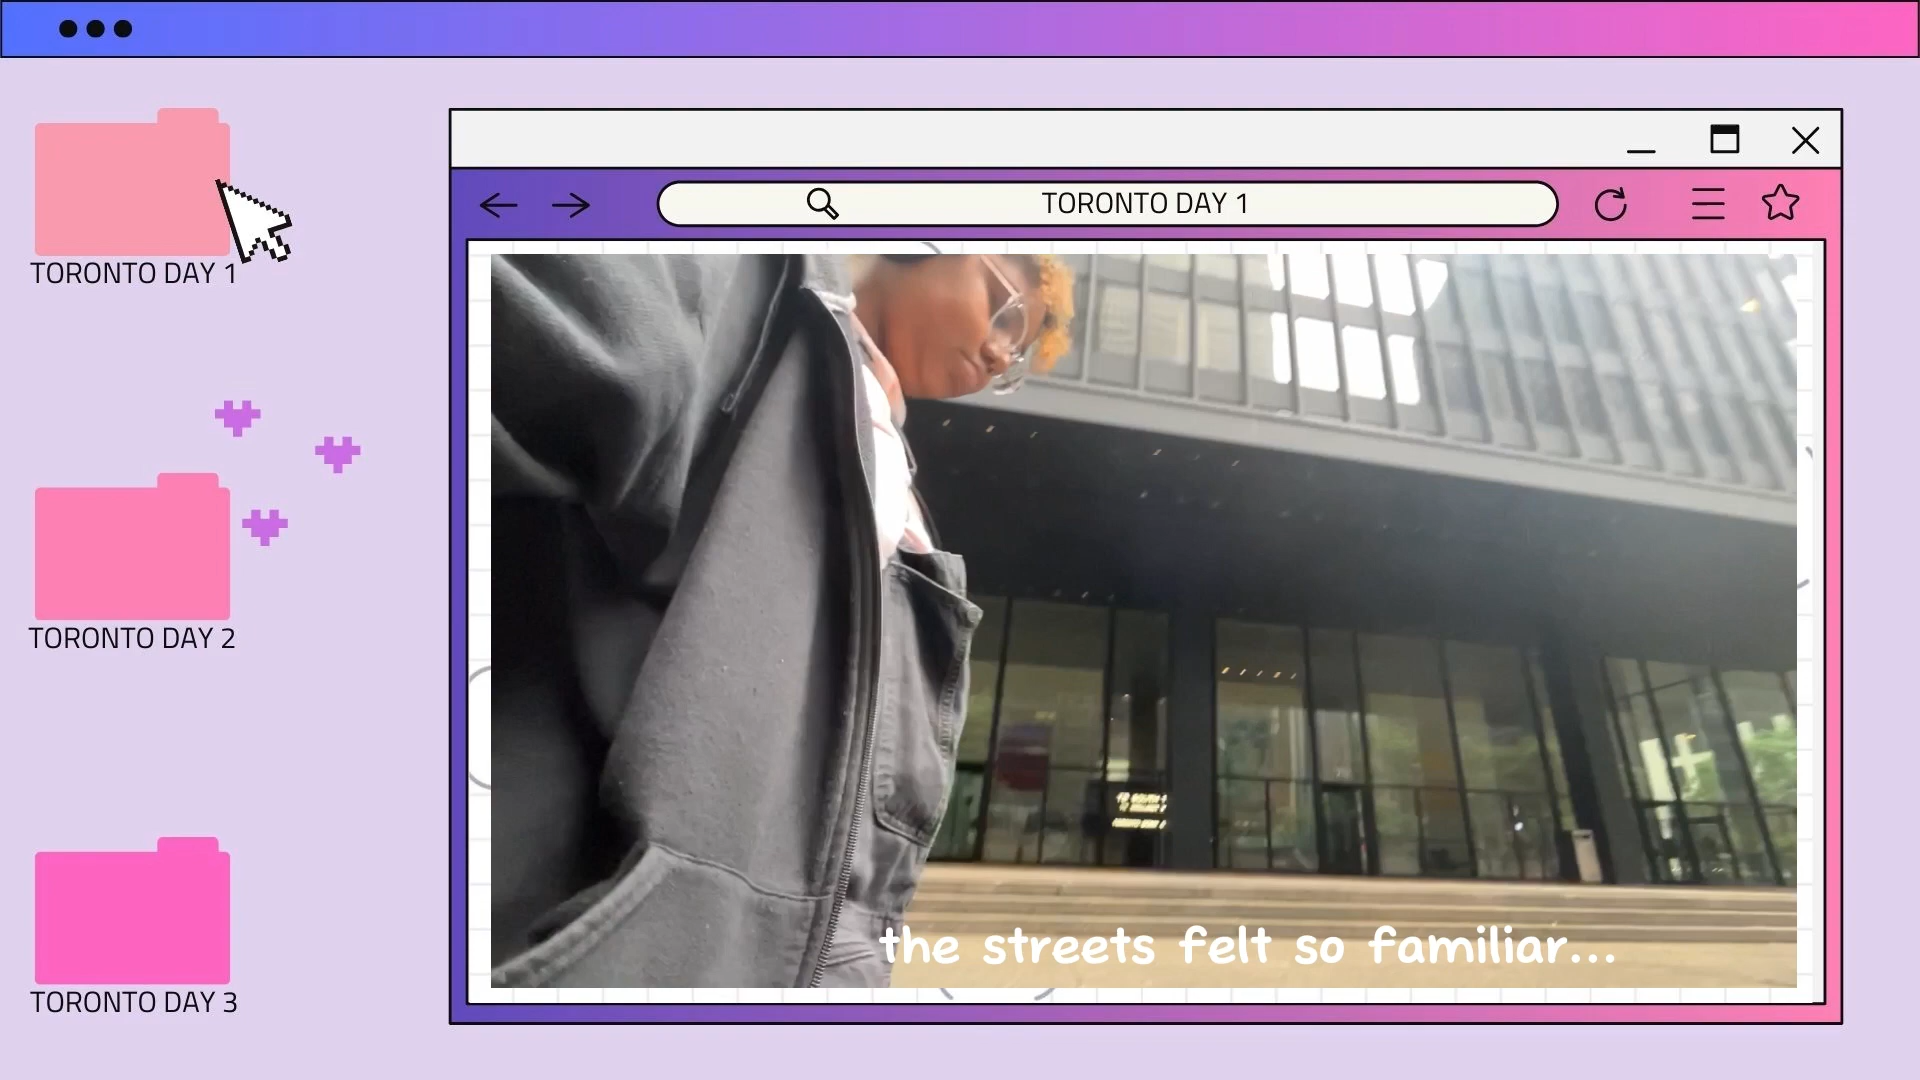 TORONTO DAY 1
TORONTO DAY 1
TORONTO DAY 2
the streets felt so familiar...
TORONTO DAY 3